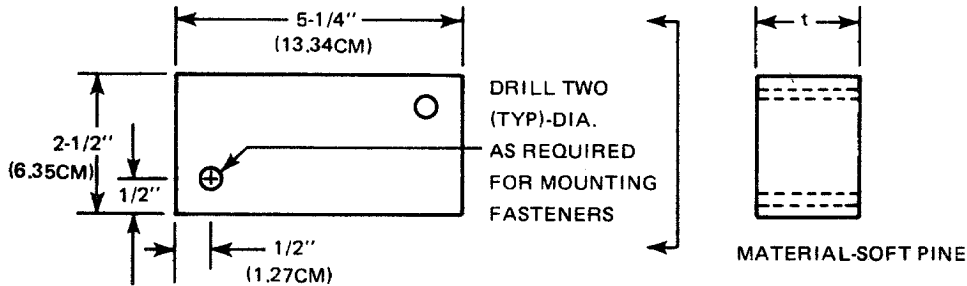 5-1/4"
(13.34CM)
t
2-1/2"
(6.35CM)
1/2"
DRILL TWO
(TYP)-DIA.
AS REQUIRED
FOR MOUNTING
FASTENERS
1/2"
(1.27CM)
MATERIAL-SOFT PINE